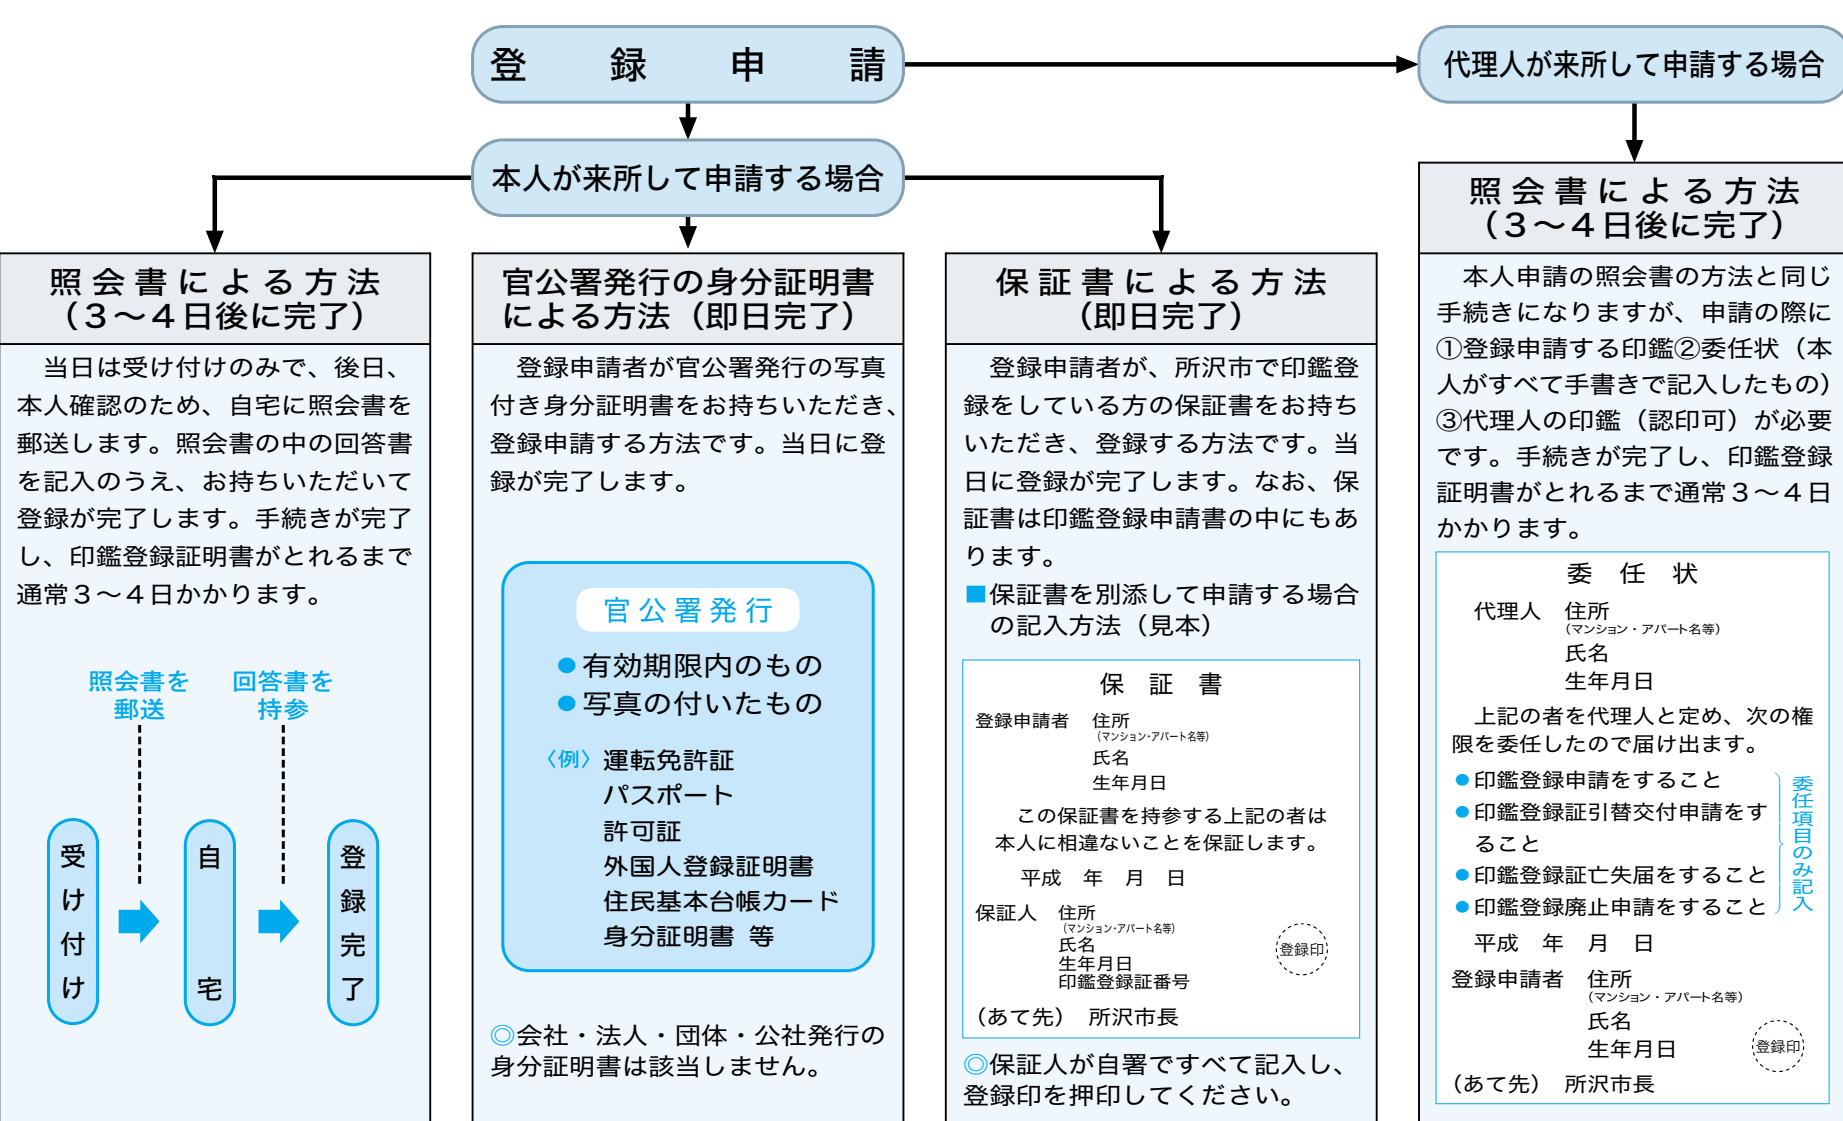 登録申請
代理人が来所して申請する場合
本人が来所して申請する場合
照会書による方法
（３～４日後に完了）
当日は受け付けのみで、後日、
本人確認のため、自宅に照会書を
郵送します。照会書の中の回答書
を記入のうえ、お持ちいただいて
登録が完了します。手続きが完了
し、印鑑登録証明書がとれるまで
通常３～４日かかります。
照会書を
郵送
回答書を
持参
受け付け
自宅
登録完了
官公署発行の身分証明書
による方法（即日完了）
登録申請者が官公署発行の写真
付き身分証明書をお持ちいただき、
登録申請する方法です。当日に登
録が完了します。
官公署発行
●有効期限内のもの
●写真の付いたもの
〈例〉運転免許証
パスポート
許可証
外国人登録証明書
住民基本台帳カード
身分証明書 等
◎会社・法人・団体・公社発行の
身分証明書は該当しません。
保証書による方法
（即日完了）
登録申請者が、所沢市で印鑑登
録をしている方の保証書をお持ち
いただき、登録する方法です。当
日に登録が完了します。なお、保
証書は印鑑登録申請書の中にもあ
ります。
■保証書を別添して申請する場合
の記入方法（見本）
保証書
登録申請者 住所
（マンション・アパート名等）
氏名
生年月日
この保証書を持参する上記の者は
本人に相違ないことを保証します。
平成 年 月 日
保証人 住所
（マンション・アパート名等）
氏名
生年月日
印鑑登録証番号
登録印
（あて先） 所沢市長
◎保証人が自署ですべて記入し、
登録印を押印してください。
照会書による方法
（３～４日後に完了）
本人申請の照会書の方法と同じ
手続きになりますが、申請の際に
①登録申請する印鑑②委任状（本
人がすべて手書きで記入したもの）
③代理人の印鑑（認印可）が必要
です。手続きが完了し、印鑑登録
証明書がとれるまで通常３～４日
かかります。
委任状
代理人 住所
（マンション・アパート名等）
氏名
生年月日
上記の者を代理人と定め、次の権
限を委任したので届け出ます。
●印鑑登録申請をすること
●印鑑登録証引替交付申請をす
ること
●印鑑登録証亡失届をすること
●印鑑登録廃止申請をすること
委任項目のみ記入
平成 年 月 日
登録申請者 住所
（マンション・アパート名等）
氏名
生年月日
登録印
（あて先） 所沢市長